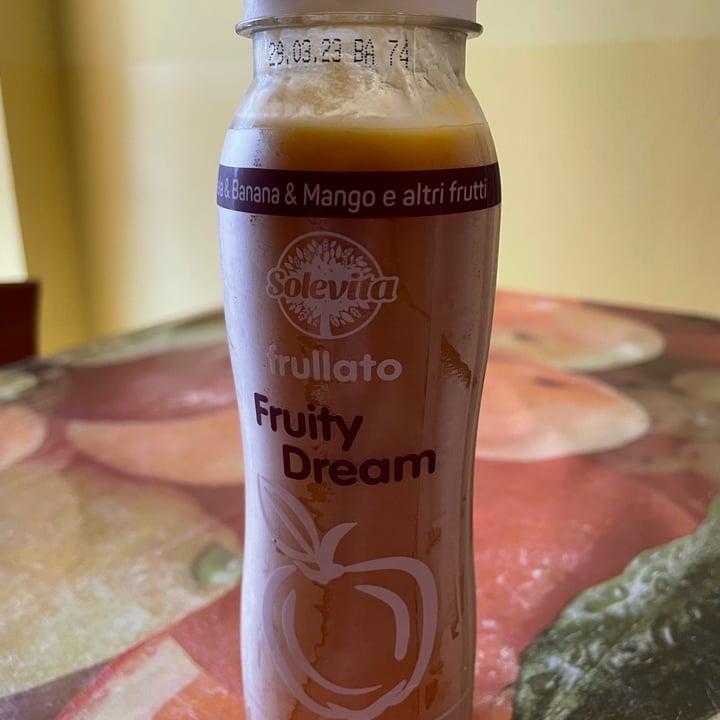 29.03.23 BA 74
& Banana & Mango e altri frutti
Solevita
frullato
Fruity
Dream